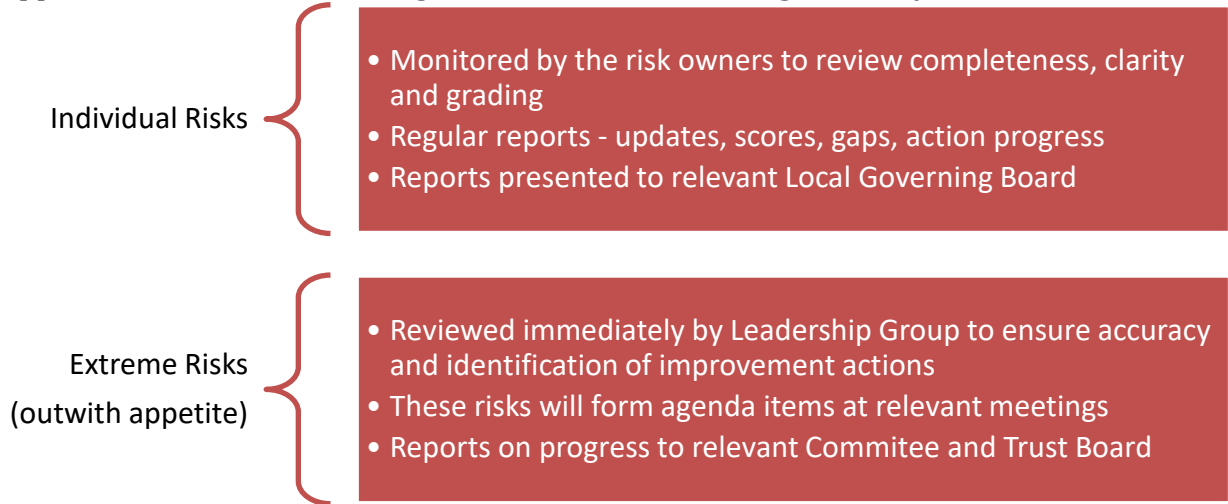 Individual Risks
• Monitored by the risk owners to review completeness, clarity
and grading
• Regular reports - updates, scores, gaps, action progress
• Reports presented to relevant Local Governing Board
Extreme Risks
(outwith appetite)
• Reviewed immediately by Leadership Group to ensure accuracy
and identification of improvement actions
• These risks will form agenda items at relevant meetings
• Reports on progress to relevant Commitee and Trust Board